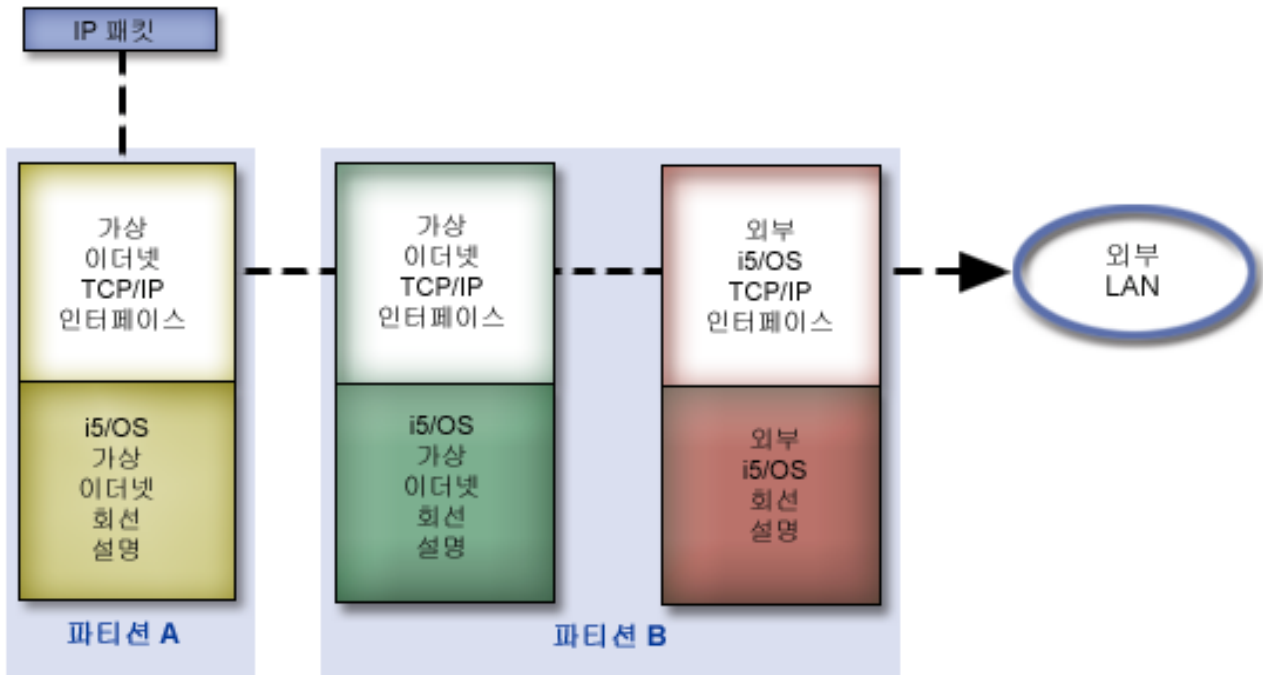 IP 패킷
가상
이더넷
TCP/IP
인터페이스
i5/OS
가상
이더넷
회선
설명
파티션 A
가상
이더넷
TCP/IP
인터페이스
i5/OS
가상
이더넷
회선
설명
외부
i5/OS
TCP/IP
인터페이스
외부
i5/OS
회선
설명
파티션 B
외부
LAN